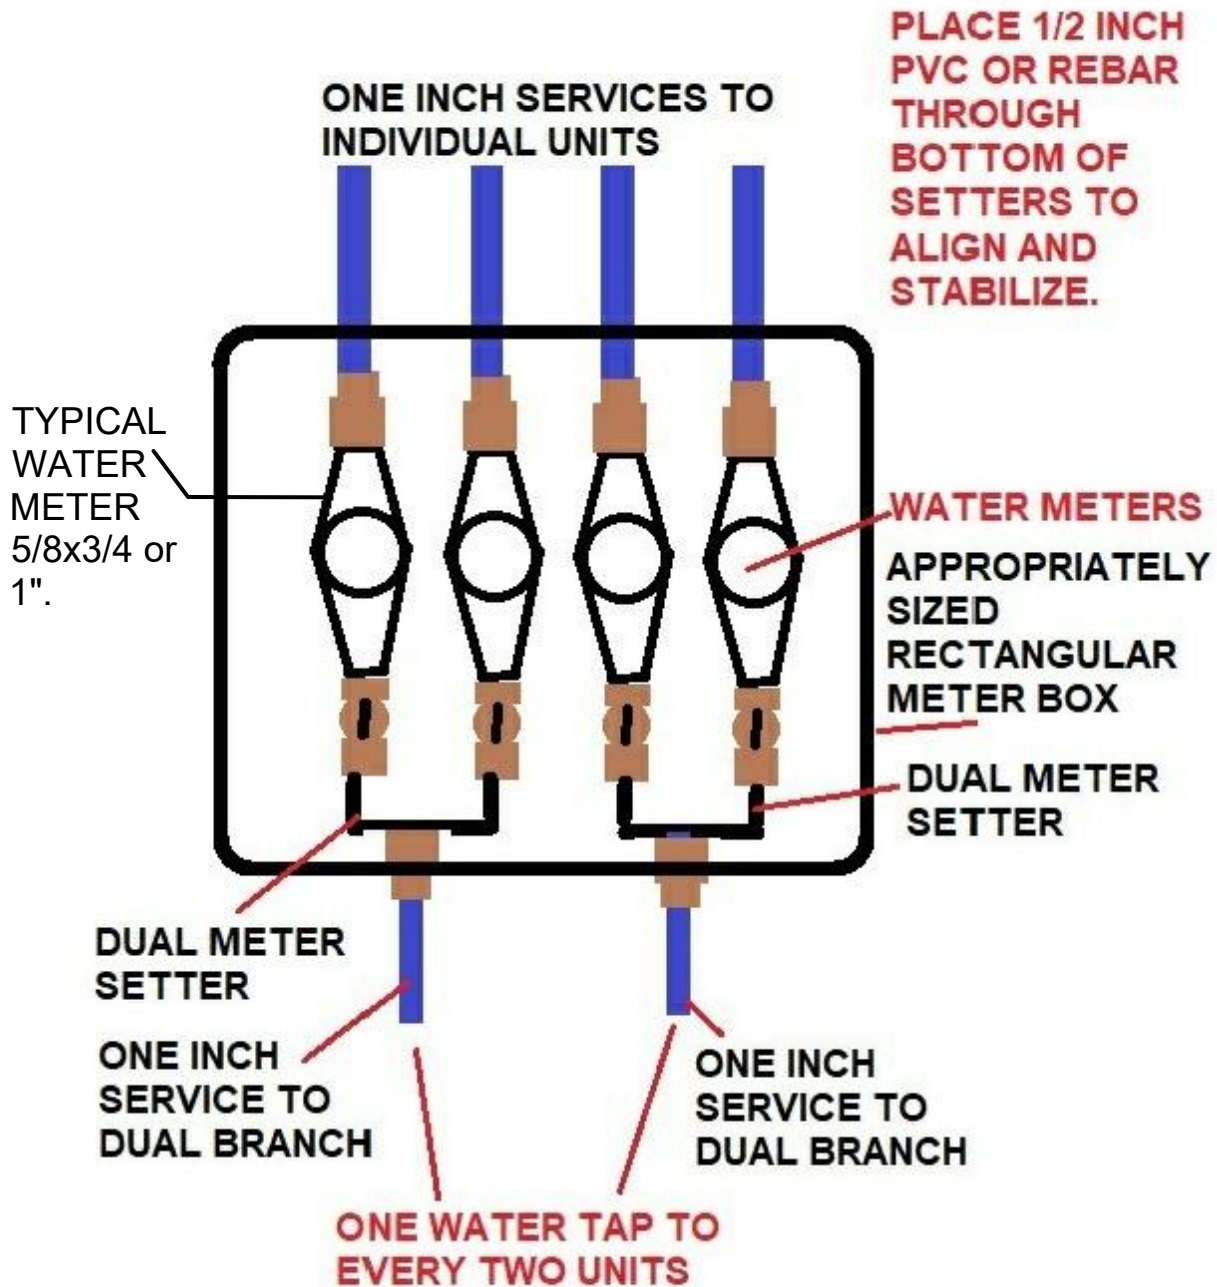 PLACE 1/2 INCH
PVC OR REBAR
THROUGH
BOTTOM OF
SETTERS TO
ALIGN AND
STABILIZE.
ONE INCH SERVICES TO
INDIVIDUAL UNITS
TYPICAL
WATER
METER
5/8x3/4 or
1".
WATER METERS
APPROPRIATELY
SIZED
RECTANGULAR
METER BOX
DUAL METER
SETTER
DUAL METER
SETTER
ONE INCH
SERVICE TO
DUAL BRANCH
ONE INCH
SERVICE TO
DUAL BRANCH
ONE WATER TAP TO
EVERY TWO UNITS